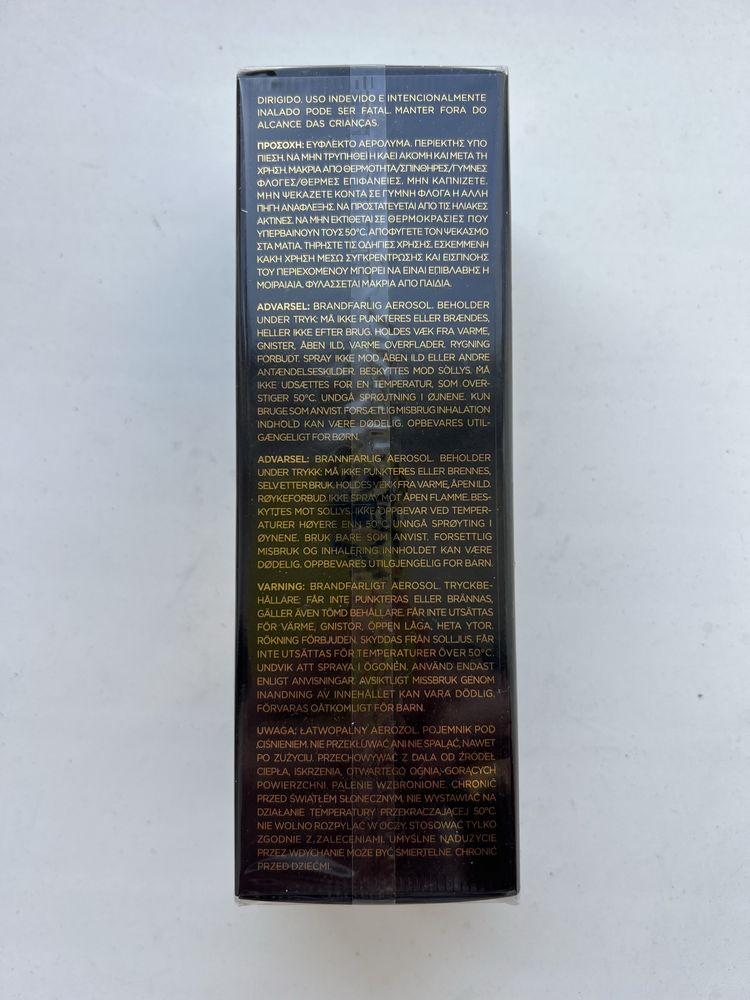 DIRIGIDO. USO INDEVIDO E INTENCIONALMENTE
INALADO PODE SER FATAL. MANTER FORA DO
ALCANCE DAS CRIANÇAS.
ΠΡΟΣΟΧΗ: ΕΥΦΛΕΚΤΟ ΑΕΡΟΛΥΜΑ. ΠΕΡΙΕΚΤΗΣ ΥΠΟ
ΠΙΕΣΗ. ΝΑ ΜΗΝ ΤΡΥΠΗΘΕΙ Η ΚΑΕΙ ΑΚΟΜΗ ΚΑΙ ΜΕΤΑ ΤΗ
ΧΡΗΣΗ. ΜΑΚΡΙΑ ΑΠΟ ΘΕΡΜΟΤΗΤΑ/ΣΠΙΝΘΗΡΕΣ/ΓΥΜΝΕΣ
ΦΛΟΓΕΣ/ΘΕΡΜΕΣ ΕΠΙΦΑΝΕΙΕΣ. ΜΗΝ ΚΑΠΝΙΖΕΤΕ.
ΜΗΝ ΨΕΚΑΖΕΤΕ ΚΟΝΤΑ ΣΕ ΓΥΜΝΗ ΦΛΟΓΑ Η ΑΛΛΗ
ΠΗΓΗ ΑΝΑΦΛΕΞΗΣ. ΝΑ ΠΡΟΣΤΑΤΕΥΕΤΑΙ ΑΠΟ ΤΙΣ ΗΛΙΑΚΕΣ
ΑΚΤΙΝΕΣ. ΝΑ ΜΗΝ ΕΚΤΙΘΕΤΑΙ ΣΕ ΘΕΡΜΟΚΡΑΣΙΕΣ ΠΟΥ
ΥΠΕΡΒΑΙΝΟΥΝ ΤΟΥΣ 50°C. ΑΠΟΦΥΓΕΤΕ ΤΟΝ ΨΕΚΑΣΜΟ
ΣΤΑ ΜΑΤΙΑ. ΤΗΡΗΣΤΕ ΤΙΣ ΟΔΗΓΙΕΣ ΧΡΗΣΗΣ. ΕΣΚΕΜΜΕΝΗ
ΚΑΚΗ ΧΡΗΣΗ ΜΕΣΩ ΣΥΓΚΡΕΝΤΡΩΣΗΣ ΚΑΙ ΕΙΣΠΝΟΗΣ
ΤΟΥ ΠΕΡΙΕΧΟΜΕΝΟΥ ΜΠΟΡΕΙ ΝΑ ΕΙΝΑΙ ΕΠΙΒΛΑΒΗΣ Η
ΜΟΙΡΑΙΑΙΑ. ΦΥΛΑΣΣΕΤΑΙ ΜΑΚΡΙΑ ΑΠΟ ΠΑΙΔΙΑ.
ADVARSEL: BRANDFARLIG AEROSOL. BEHOLDER
UNDER TRYK: MÅ IKKE PUNKTERES ELLER BRÆNDES,
HELLER IKKE EFTER BRUG. HOLDES VÆK FRA VARME,
GNISTER, ÅBEN ILD, VARME OVERFLADER. RYGNING
FORBUDT. SPRAY IKKE MOD ÅBEN ILD ELLER ANDRE
ANTÆNDELSESKILDER. BESKYTTES MOD SOLLYS. MÅ
IKKE UDSÆTTES FOR EN TEMPERATUR, SOM OVER-
STIGER 50°C. UNDGÅ SPRØJTNING I ØJNENE. KUN
BRUGE SOM ANVIST. FORSÆTLIG MISBRUG INHALATION
INDHOLD KAN VÆRE DØDELIG. OPBEVARES UTIL-
GÆNGELIGT FOR BØRN.
ADVARSEL: BRANNFARLIG AEROSOL. BEHOLDER
UNDER TRYKK: MÅ IKKE PUNKTERES ELLER BRENNES,
SELV ETTER BRUK. HOLDES VEKK FRA VARME, ÅPEN ILD.
RØYKEFORBUD. IKKE SPRAY MOT ÅPEN FLAMME. BES-
KYTTES MOT SOLLYS. IKKE OPPBEVAR VED TEMPER-
ATURER HØYERE ENN 50°C. UNNGÅ SPRØYTING I
ØYNENE. BRUK BARE SOM ANVIST. FORSETTLIG
MISBRUK OG INHALERING INNHOLDET KAN VÆRE
DØDELIG. OPPBEVARES UTILGJENGELIG FOR BARN.
VARNING: BRANDFARLIGT AEROSOL. TRYCKBE-
HÅLLARE: FÅR INTE PUNKTERAS ELLER BRÄNNAS,
GÄLLER ÄVEN TÖMD BEHÅLLARE. FÅR INTE UTSÄTTAS
FÖR VÄRME, GNISTOR, ÖPPEN LÅGA, HETA YTOR.
RÖKNING FÖRBJUDEN. SKYDDAS FRÅN SOLLJUS. FÅR
INTE UTSÄTTAS FÖR TEMPERATURER ÖVER 50°C.
UNDVIK ATT SPRAYA I ÖGONEN. ANVÄND ENDAST
ENLIGT ANVISNINGAR. AVSIKTLIGT MISSBRUK GENOM
INANDNING AV INNEHÅLLET KAN VARA DÖDLIG.
FÖRVARAS OÅTKOMLIGT FÖR BARN.
UWAGA: ŁATWOPALNY AEROZOL. POJEMNIK POD
CIŚNIENIEM. NIE PRZEKŁUWAĆ ANI NIE SPALAĆ, NAWET
PO ZUŻYCIU. PRZECHOWYWAĆ Z DALA OD ŹRÓDEŁ
CIEPŁA, ISKRZENIA, OTWARTEGO OGNIA, GORĄCYCH
POWIERZCHNI. PALENIE WZBRONIONE. CHRONIĆ
PRZED ŚWIATŁEM SŁONECZNYM. NIE WYSTAWIAĆ NA
DZIAŁANIE TEMPERATURY PRZEKRACZAJĄCEJ 50°C.
NIE WOLNO ROZPYLAĆ W OCZY. STOSOWAĆ TYLKO
ZGODNIE Z ZALECENIAMI. UMYŚLNE NADUŻYCIE
PRZEZ WDYCHANIE MOŻE BYĆ ŚMIERTELNE. CHRONIĆ
PRZED DZIEĆMI.